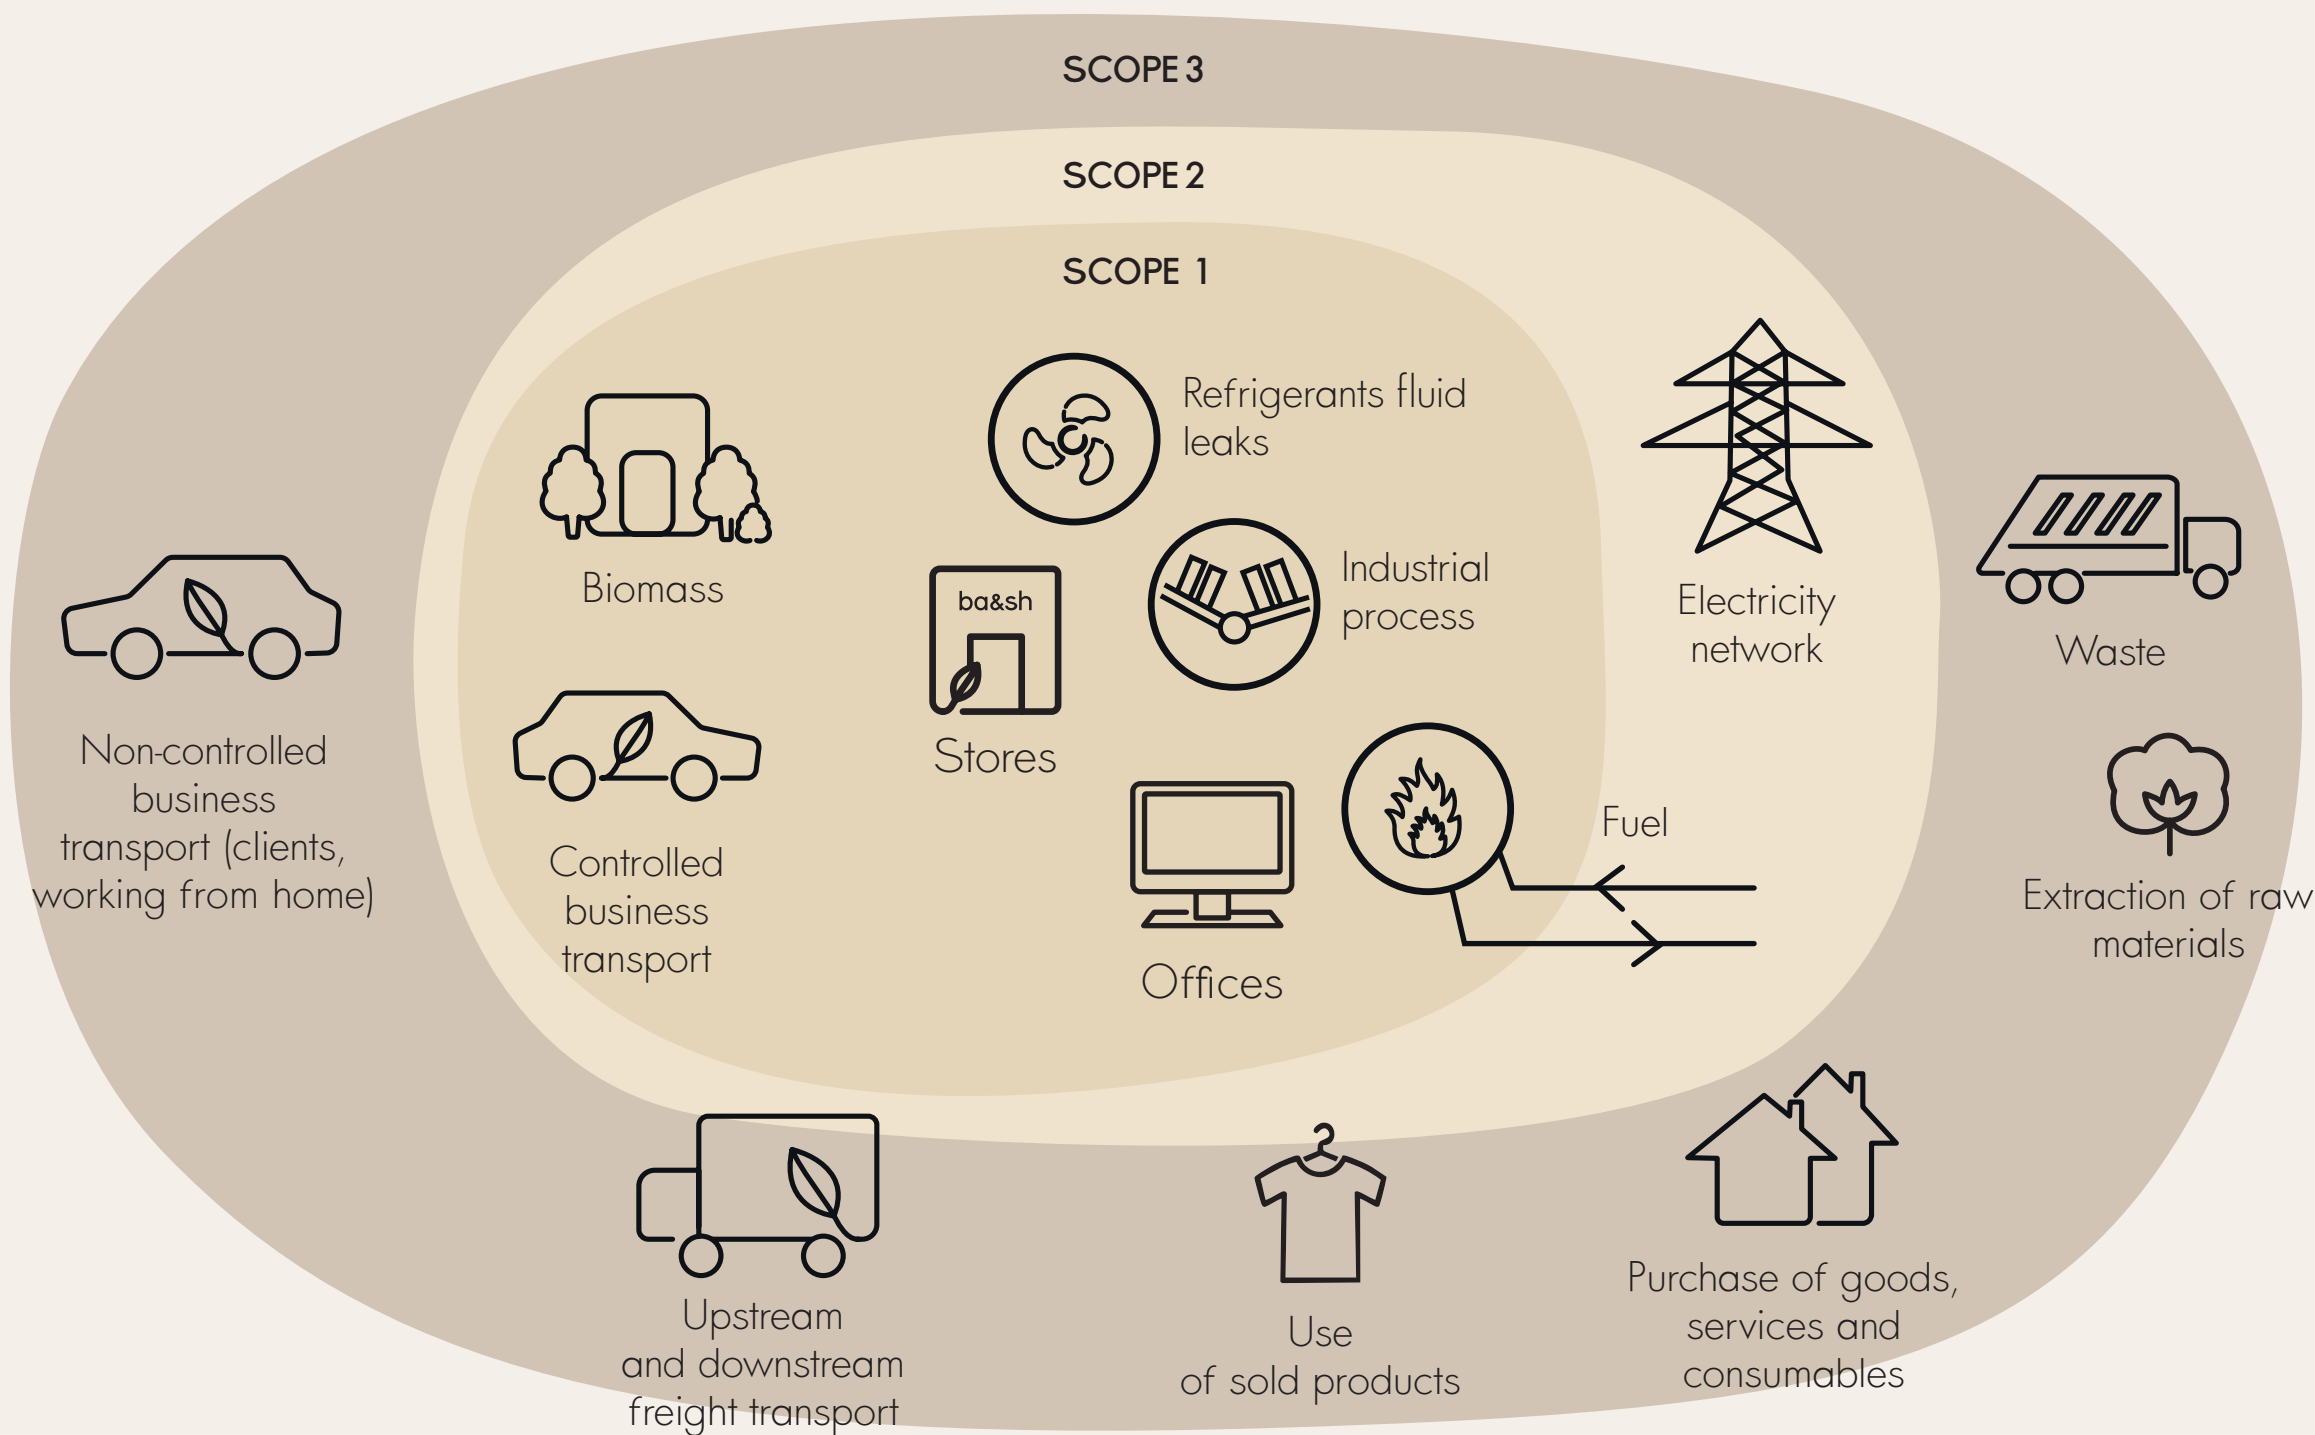 SCOPE 3
SCOPE 2
SCOPE 1
Refrigerants fluid
leaks
Biomass
Industrial
process
ba&sh
Stores
Electricity
network
Waste
Non-controlled
business
transport (clients,
working from home)
Controlled
business
transport
Offices
Fuel
Extraction of raw
materials
Upstream
and downstream
freight transport
Use
of sold products
Purchase of goods,
services and
consumables